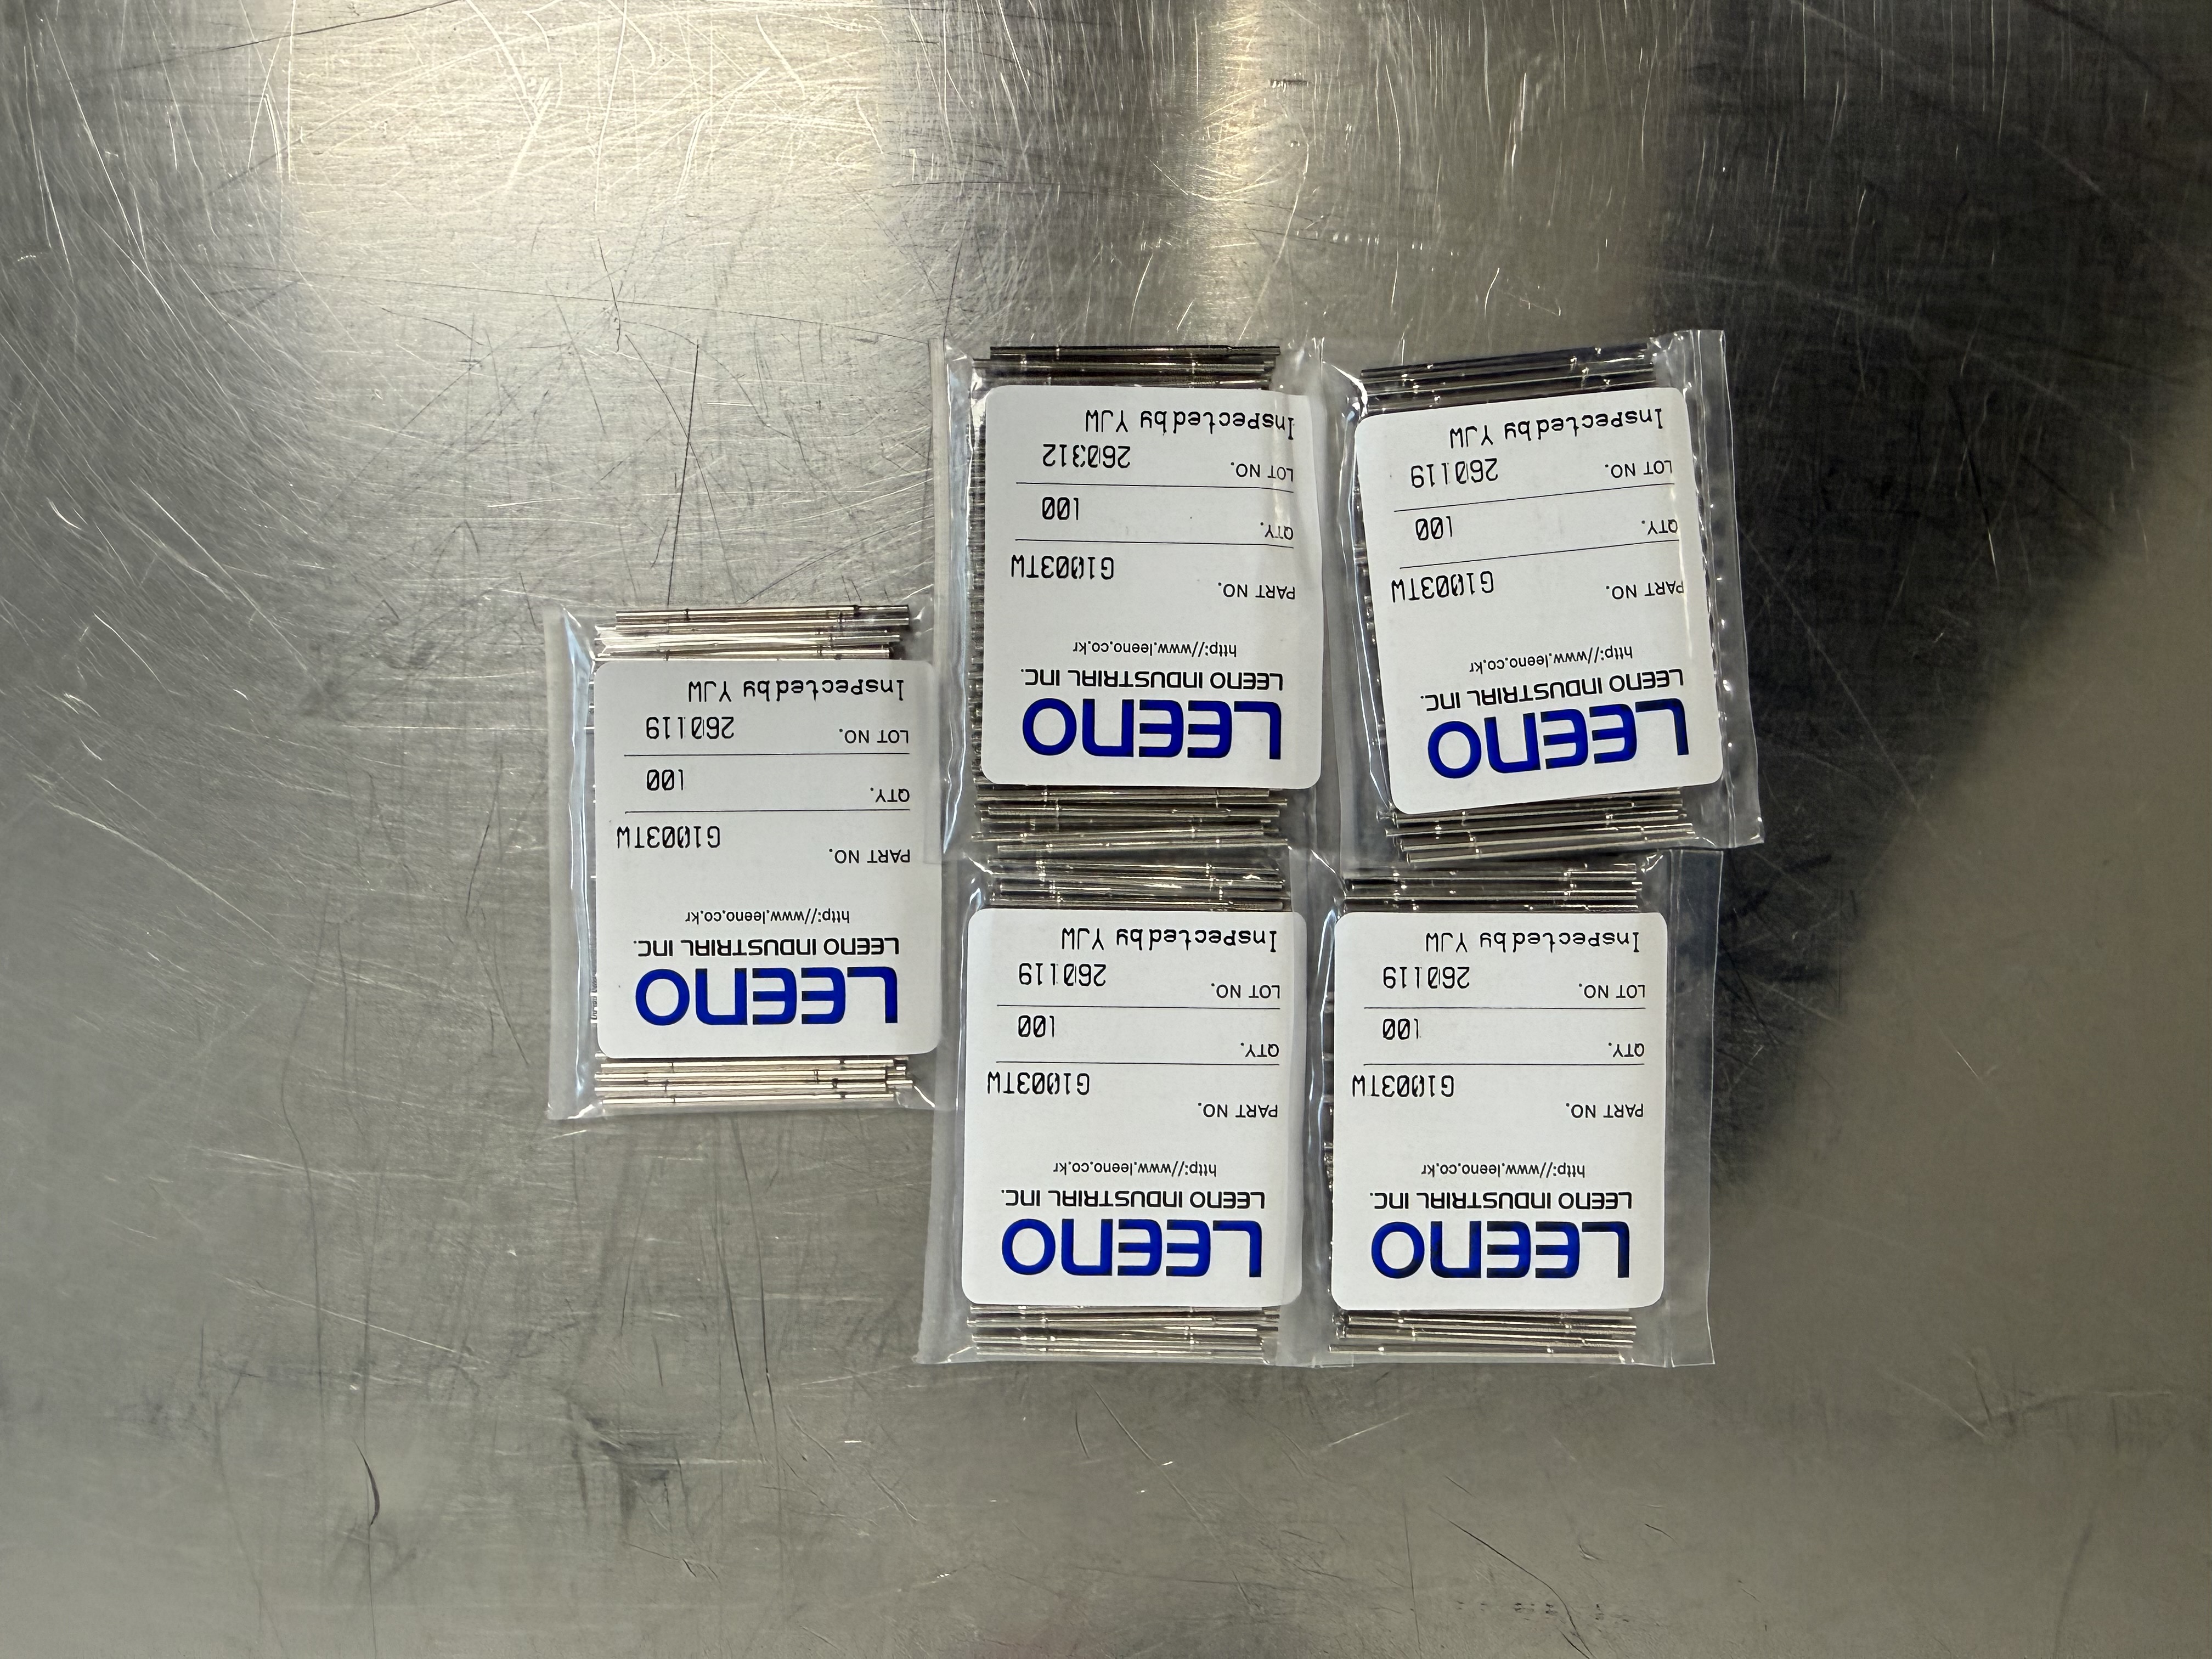 LEENO
LEENO INDUSTRIAL INC.
http://www.leeno.co.kr
PART NO. G1003TW
QTY. 100
LOT NO. 260119
Inspected by YJW
LEENO
LEENO INDUSTRIAL INC.
http://www.leeno.co.kr
PART NO. G1003TW
QTY. 100
LOT NO. 260119
Inspected by YJW
LEENO
LEENO INDUSTRIAL INC.
http://www.leeno.co.kr
PART NO. G1003TW
QTY. 100
LOT NO. 260119
Inspected by YJW
LEENO
LEENO INDUSTRIAL INC.
http://www.leeno.co.kr
PART NO. G1003TW
QTY. 100
LOT NO. 260119
Inspected by YJW
LEENO
LEENO INDUSTRIAL INC.
http://www.leeno.co.kr
PART NO. G1003TW
QTY. 100
LOT NO. 260312
Inspected by YJW